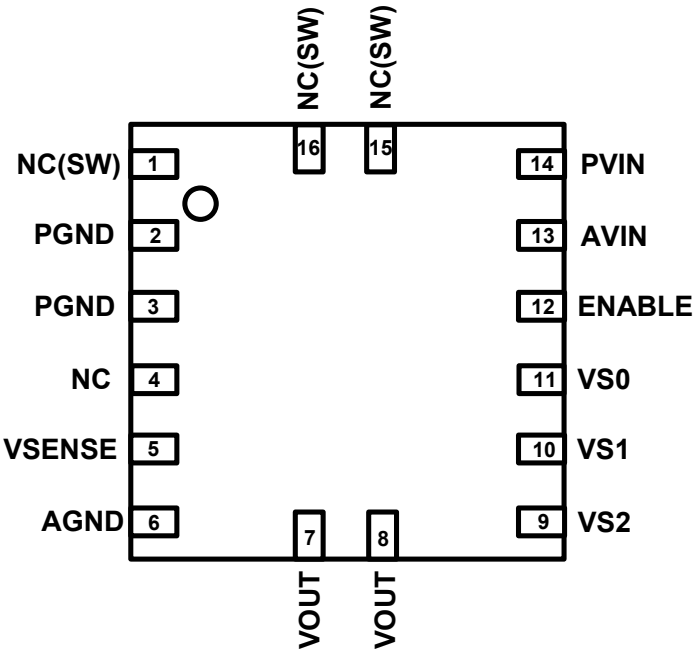 NC(SW)
NC(SW)
16
15
NC(SW) 1
14 PVIN
PGND 2
13 AVIN
PGND 3
12 ENABLE
NC 4
11 VS0
VSENSE 5
10 VS1
AGND 6
9 VS2
7
8
VOUT
VOUT